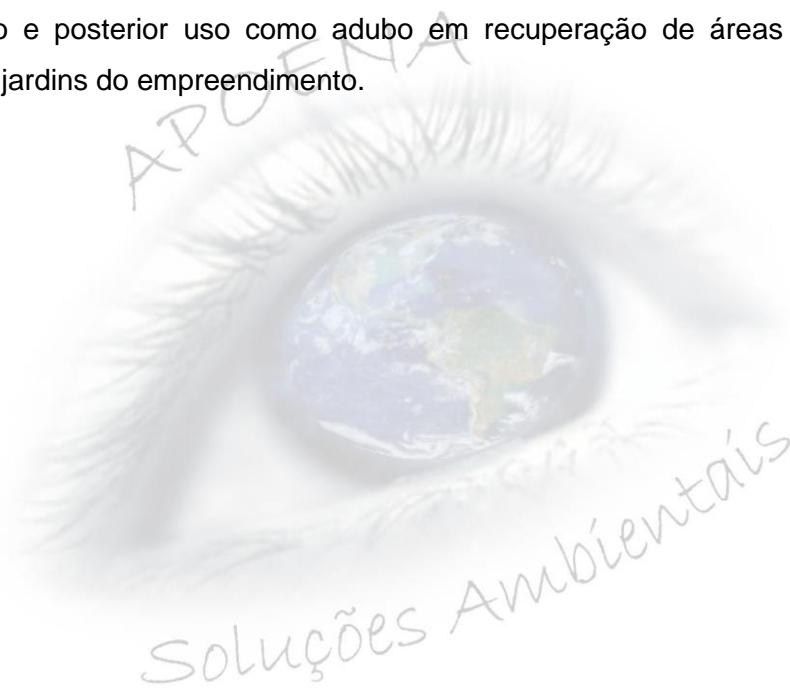 o e posterior uso como adubo em recuperação de áreas
jardins do empreendimento.
APOENA
Soluções Ambientais